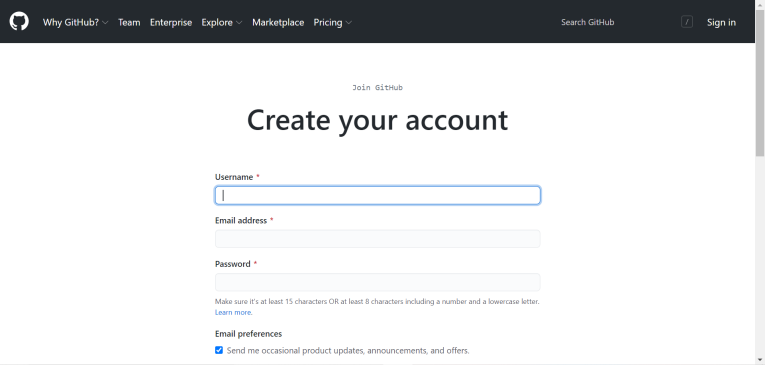 Why GitHub? Team Enterprise Explore Marketplace Pricing Search GitHub / Sign in
Join GitHub
Create your account
Username *
Email address *
Password *
Make sure it's at least 15 characters OR at least 8 characters including a number and a lowercase letter.
Learn more.
Email preferences
Send me occasional product updates, announcements, and offers.